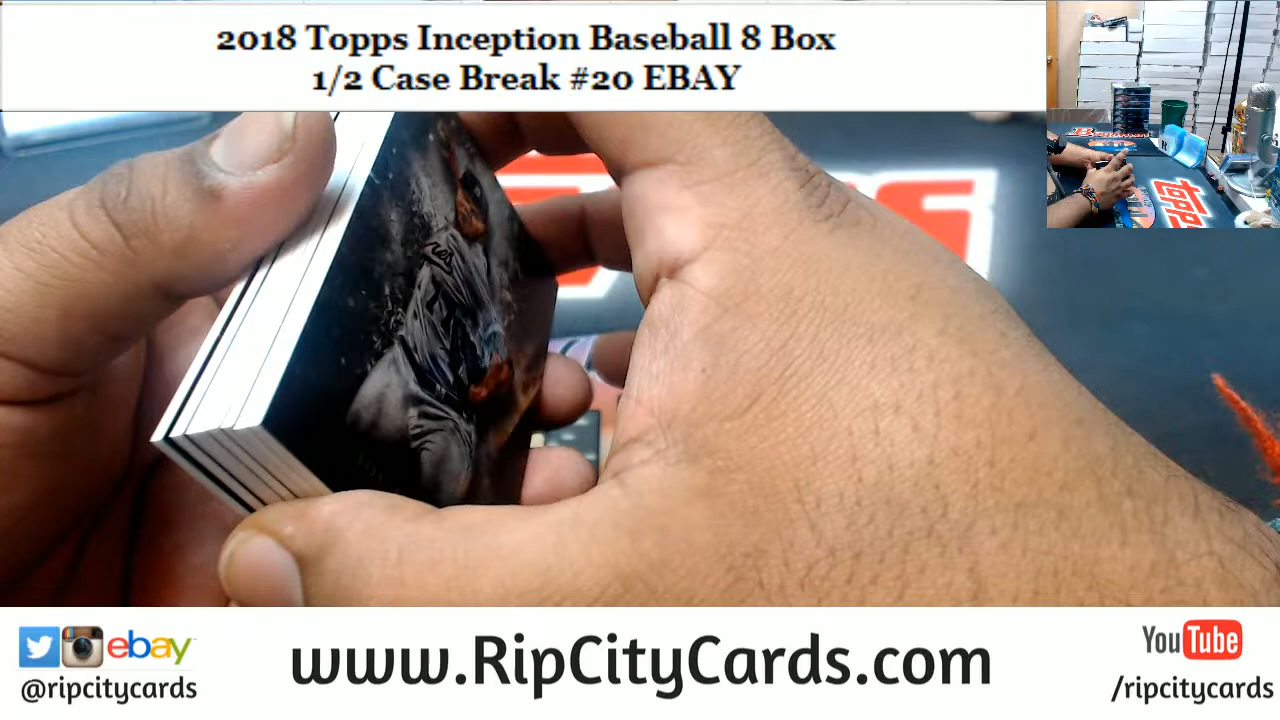 2018 Topps Inception Baseball 8 Box
1/2 Case Break #20 EBAY
topps
ebay
@ripcitycards
www.RipCityCards.com
YouTube
/ripcitycards